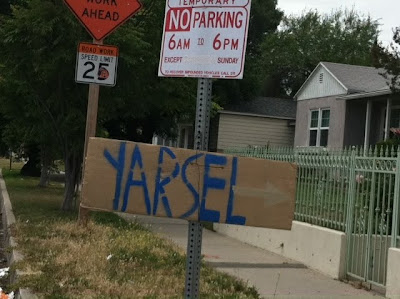 WORK
AHEAD
ROAD WORK
SPEED LIMIT
25
TEMPORARY
NO PARKING
6AM TO 6PM
EXCEPT SUNDAY
YARSEL